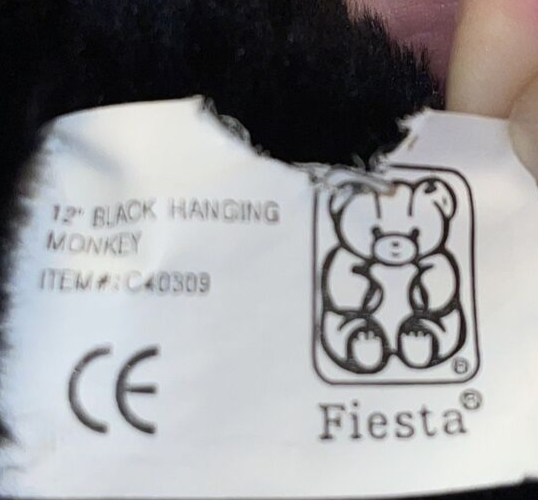 12" BLACK HANGING
MONKEY
ITEM#: C40309
CE
®
Fiesta®